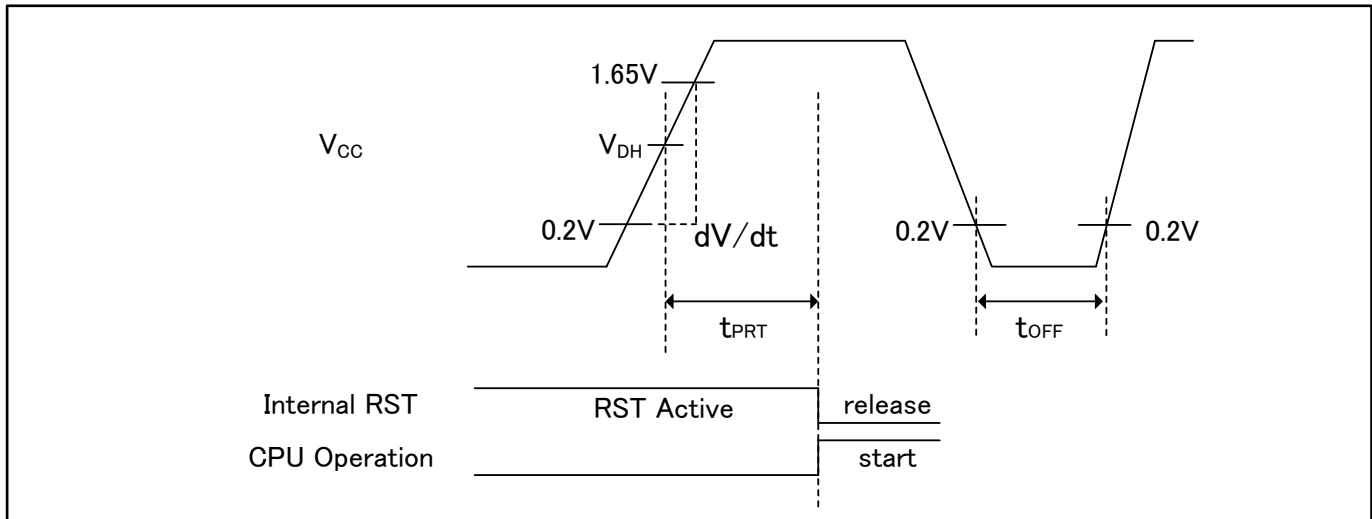 1.65V
VCC
VDH
0.2V
dV/dt
0.2V
0.2V
tPRT
tOFF
Internal RST
RST Active
release
CPU Operation
start